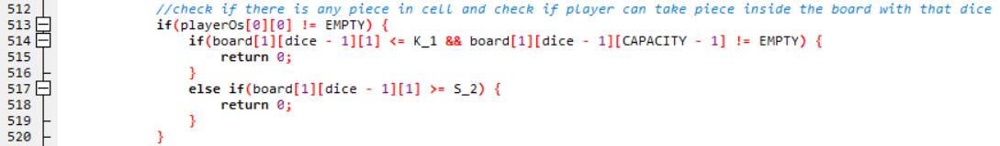 512 //check if there is any piece in cell and check if player can take piece inside the board with that dice
513 if(playerOs[0][0] != EMPTY) {
514 if(board[1][dice - 1][1] <= K_1 && board[1][dice - 1][CAPACITY - 1] != EMPTY) {
515 return 0;
516 }
517 else if(board[1][dice - 1][1] >= S_2) {
518 return 0;
519 }
520 }